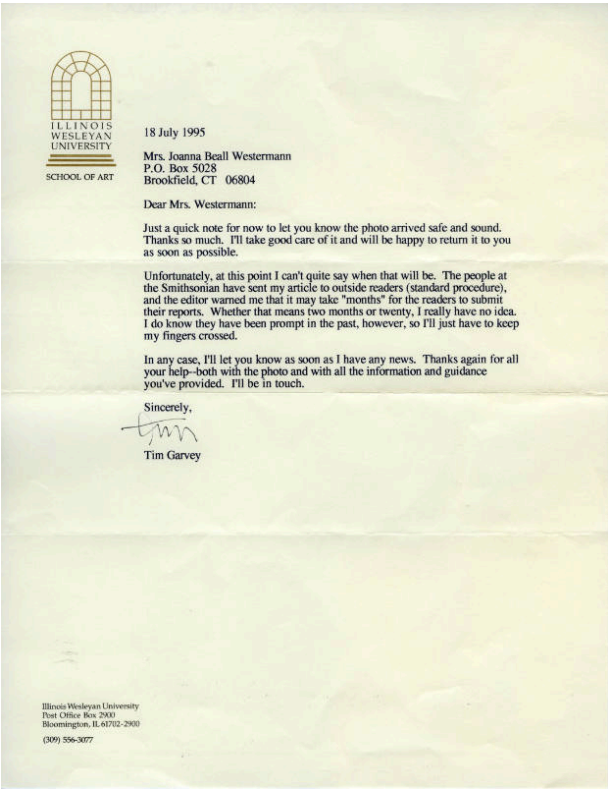 ILLINOIS
WESLEYAN
UNIVERSITY
SCHOOL OF ART
18 July 1995
Mrs. Joanna Beall Westermann
P.O. Box 5028
Brookfield, CT 06804
Dear Mrs. Westermann:
Just a quick note for now to let you know the photo arrived safe and sound.
Thanks so much. I'll take good care of it and will be happy to return it to you
as soon as possible.
Unfortunately, at this point I can't quite say when that will be. The people at
the Smithsonian have sent my article to outside readers (standard procedure),
and the editor warned me that it may take "months" for the readers to submit
their reports. Whether that means two months or twenty, I really have no idea.
I do know they have been prompt in the past, however, so I'll just have to keep
my fingers crossed.
In any case, I'll let you know as soon as I have any news. Thanks again for all
your help--both with the photo and with all the information and guidance
you've provided. I'll be in touch.
Sincerely,
Tim
Tim Garvey
Illinois Wesleyan University
Post Office Box 2900
Bloomington, IL 61702-2900
(309) 556-3077